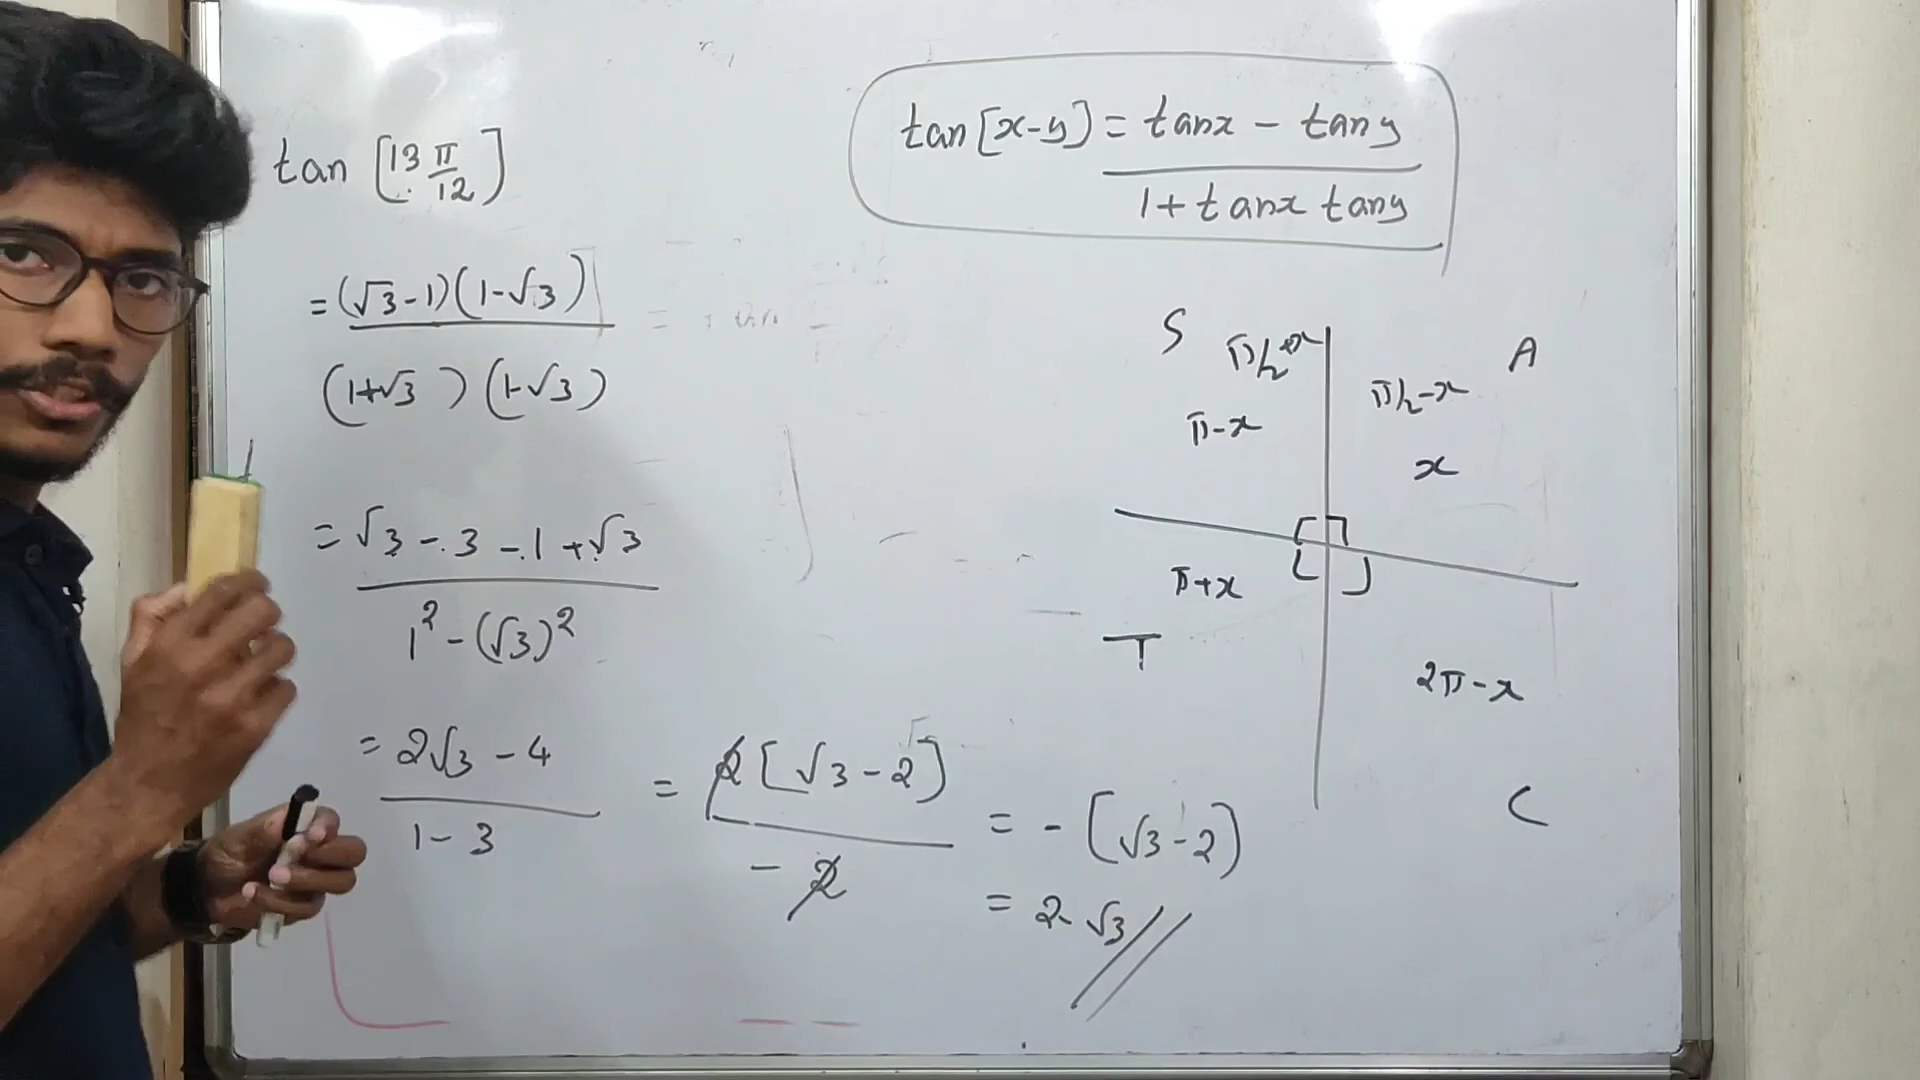 tan [13 π/12]
= (√3-1)(1-√3)
(1+√3)(1-√3)
= √3 - 3 - 1 + √3
1² - (√3)²
= 2√3 - 4
1 - 3
= 2[√3-2]
- 2
= -(√3-2)
= 2-√3
tan[x-y] = tanx - tany
1 + tanx tany
S
π/2+x
A
π/2-x
π-x
x
π+x
T
2π-x
C